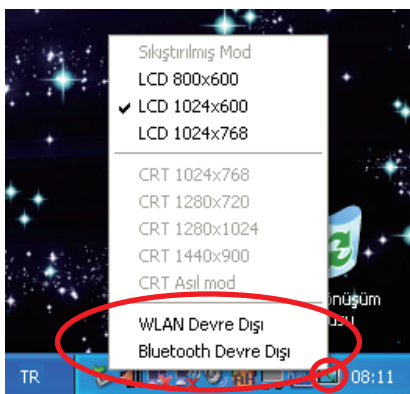 Sıkıştırılmış Mod
LCD 800x600
LCD 1024x600
LCD 1024x768
CRT 1024x768
CRT 1280x720
CRT 1280x1024
CRT 1440x900
CRT Asıl mod
nüşüm
WLAN Devre Dışı
Bluetooth Devre Dışı
TR
08:11